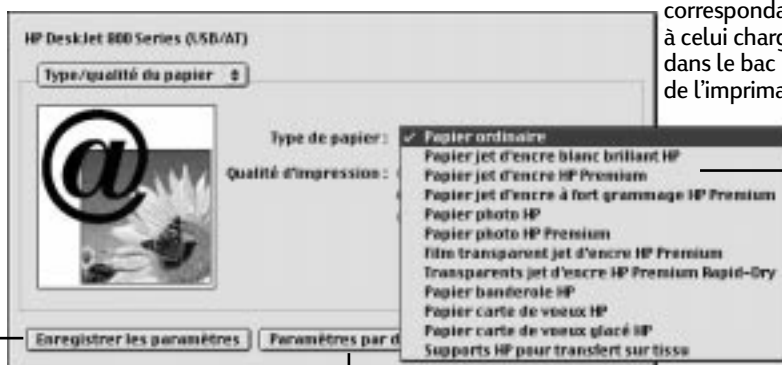 corresponda
à celui charg
dans le bac
de l'imprima
HP DeskJet 800 Series (USB/AT)
Type/qualité du papier
@
Type de papier :
✓ Papier ordinaire
Papier jet d'encre blanc brillant HP
Qualité d'impression :
Papier jet d'encre HP Premium
Papier jet d'encre à fort grammage HP Premium
Papier photo HP
Papier photo HP Premium
Film transparent jet d'encre HP Premium
Transparents jet d'encre HP Premium Rapid-Dry
Papier banderole HP
Papier carte de voeux HP
Papier carte de voeux glacé HP
Supports HP pour transfert sur tissu
Enregistrer les paramètres
Paramètres par d